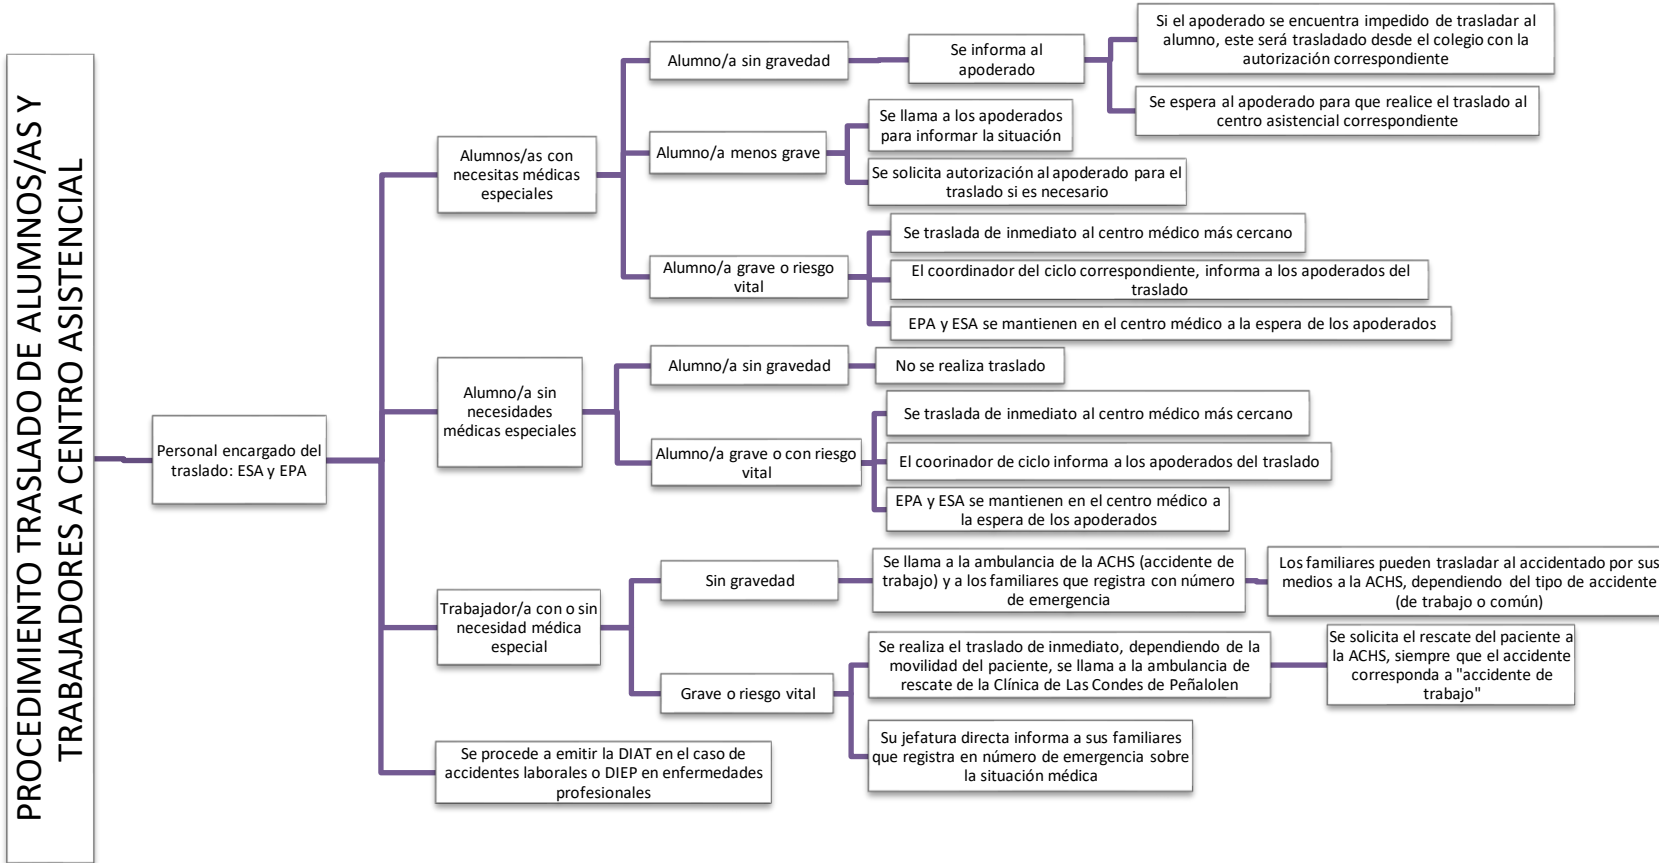 PROCEDIMIENTO TRASLADO DE ALUMNOS/AS Y
TRABAJADORES A CENTRO ASISTENCIAL
Personal encargado del
traslado: ESA y EPA
Alumnos/as con
necesitas médicas
especiales
Alumno/a sin gravedad
Se informa al
apoderado
Si el apoderado se encuentra impedido de trasladar al
alumno, este será trasladado desde el colegio con la
autorización correspondiente
Se espera al apoderado para que realice el traslado al
centro asistencial correspondiente
Alumno/a menos grave
Se llama a los apoderados
para informar la situación
Se solicita autorización al apoderado para el
traslado si es necesario
Alumno/a grave o riesgo
vital
Se traslada de inmediato al centro médico más cercano
El coordinador del ciclo correspondiente, informa a los apoderados del
traslado
EPA y ESA se mantienen en el centro médico a la espera de los apoderados
Alumno/a sin
necesidades
médicas especiales
Alumno/a sin gravedad
No se realiza traslado
Alumno/a grave o con riesgo
vital
Se traslada de inmediato al centro médico más cercano
El coorinador de ciclo informa a los apoderados del traslado
EPA y ESA se mantienen en el centro médico a
la espera de los apoderados
Trabajador/a con o sin
necesidad médica
especial
Sin gravedad
Se llama a la ambulancia de la ACHS (accidente de
trabajo) y a los familiares que registra con número
de emergencia
Los familiares pueden trasladar al accidentado por sus
medios a la ACHS, dependiendo del tipo de accidente
(de trabajo o común)
Grave o riesgo vital
Se realiza el traslado de inmediato, dependiendo de la
movilidad del paciente, se llama a la ambulancia de
rescate de la Clínica de Las Condes de Peñalolen
Se solicita el rescate del paciente a
la ACHS, siempre que el accidente
corresponda a "accidente de
trabajo"
Su jefatura directa informa a sus familiares
que registra en número de emergencia sobre
la situación médica
Se procede a emitir la DIAT en el caso de
accidentes laborales o DIEP en enfermedades
profesionales